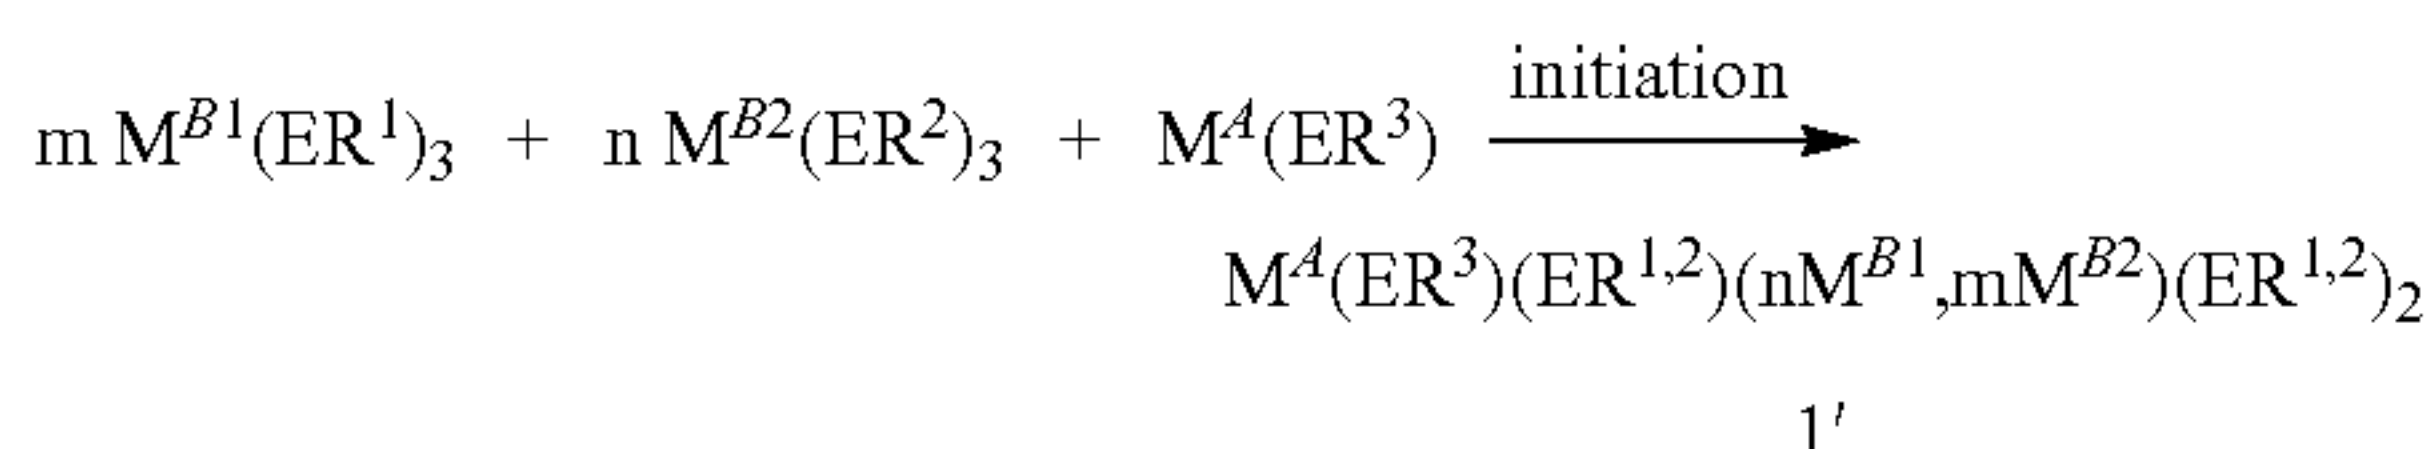 initiation
m M^{B1}(ER^1)_3 + n M^{B2}(ER^2)_3 + M^A(ER^3)
M^A(ER^3)(ER^{1,2})(nM^{B1},mM^{B2})(ER^{1,2})_2
1′